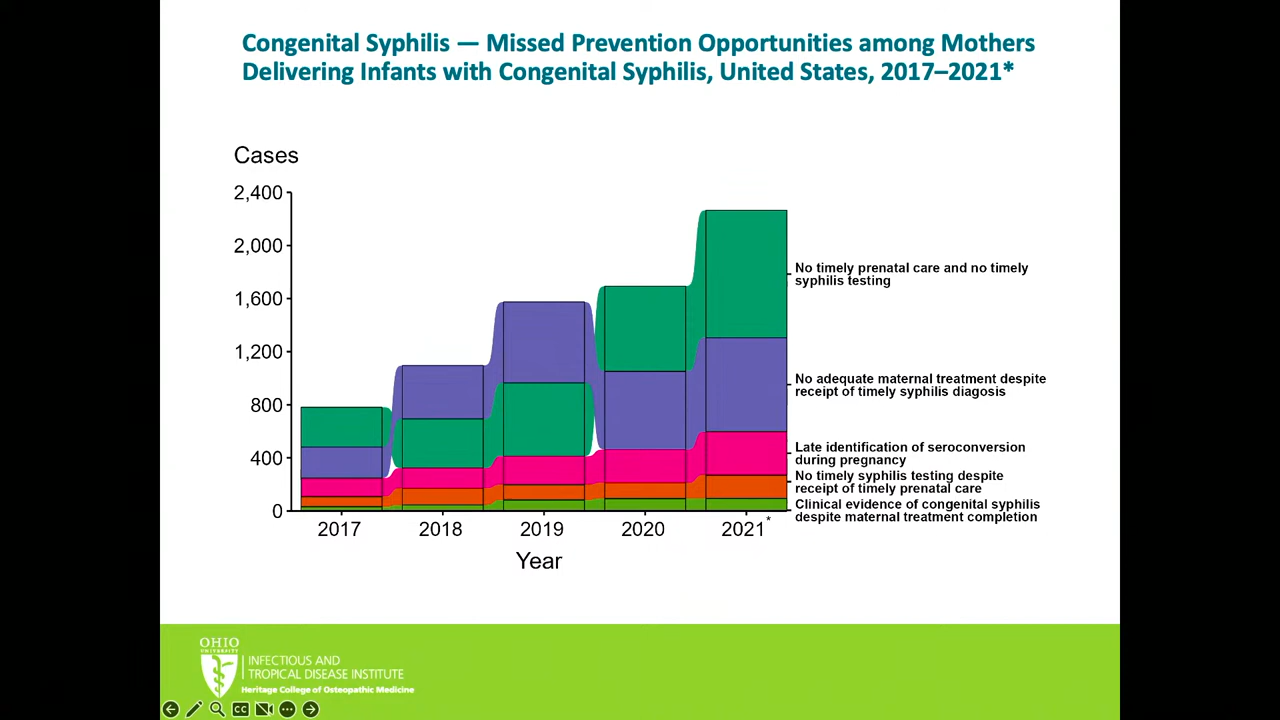 Congenital Syphilis — Missed Prevention Opportunities among Mothers
Delivering Infants with Congenital Syphilis, United States, 2017–2021*
Cases
2,400
2,000
1,600
1,200
800
400
0
2017
2018
2019
2020
2021*
Year
No timely prenatal care and no timely
syphilis testing
No adequate maternal treatment despite
receipt of timely syphilis diagosis
Late identification of seroconversion
during pregnancy
No timely syphilis testing despite
receipt of timely prenatal care
Clinical evidence of congenital syphilis
despite maternal treatment completion
OHIO
UNIVERSITY
INFECTIOUS AND
TROPICAL DISEASE INSTITUTE
Heritage College of Osteopathic Medicine
CC